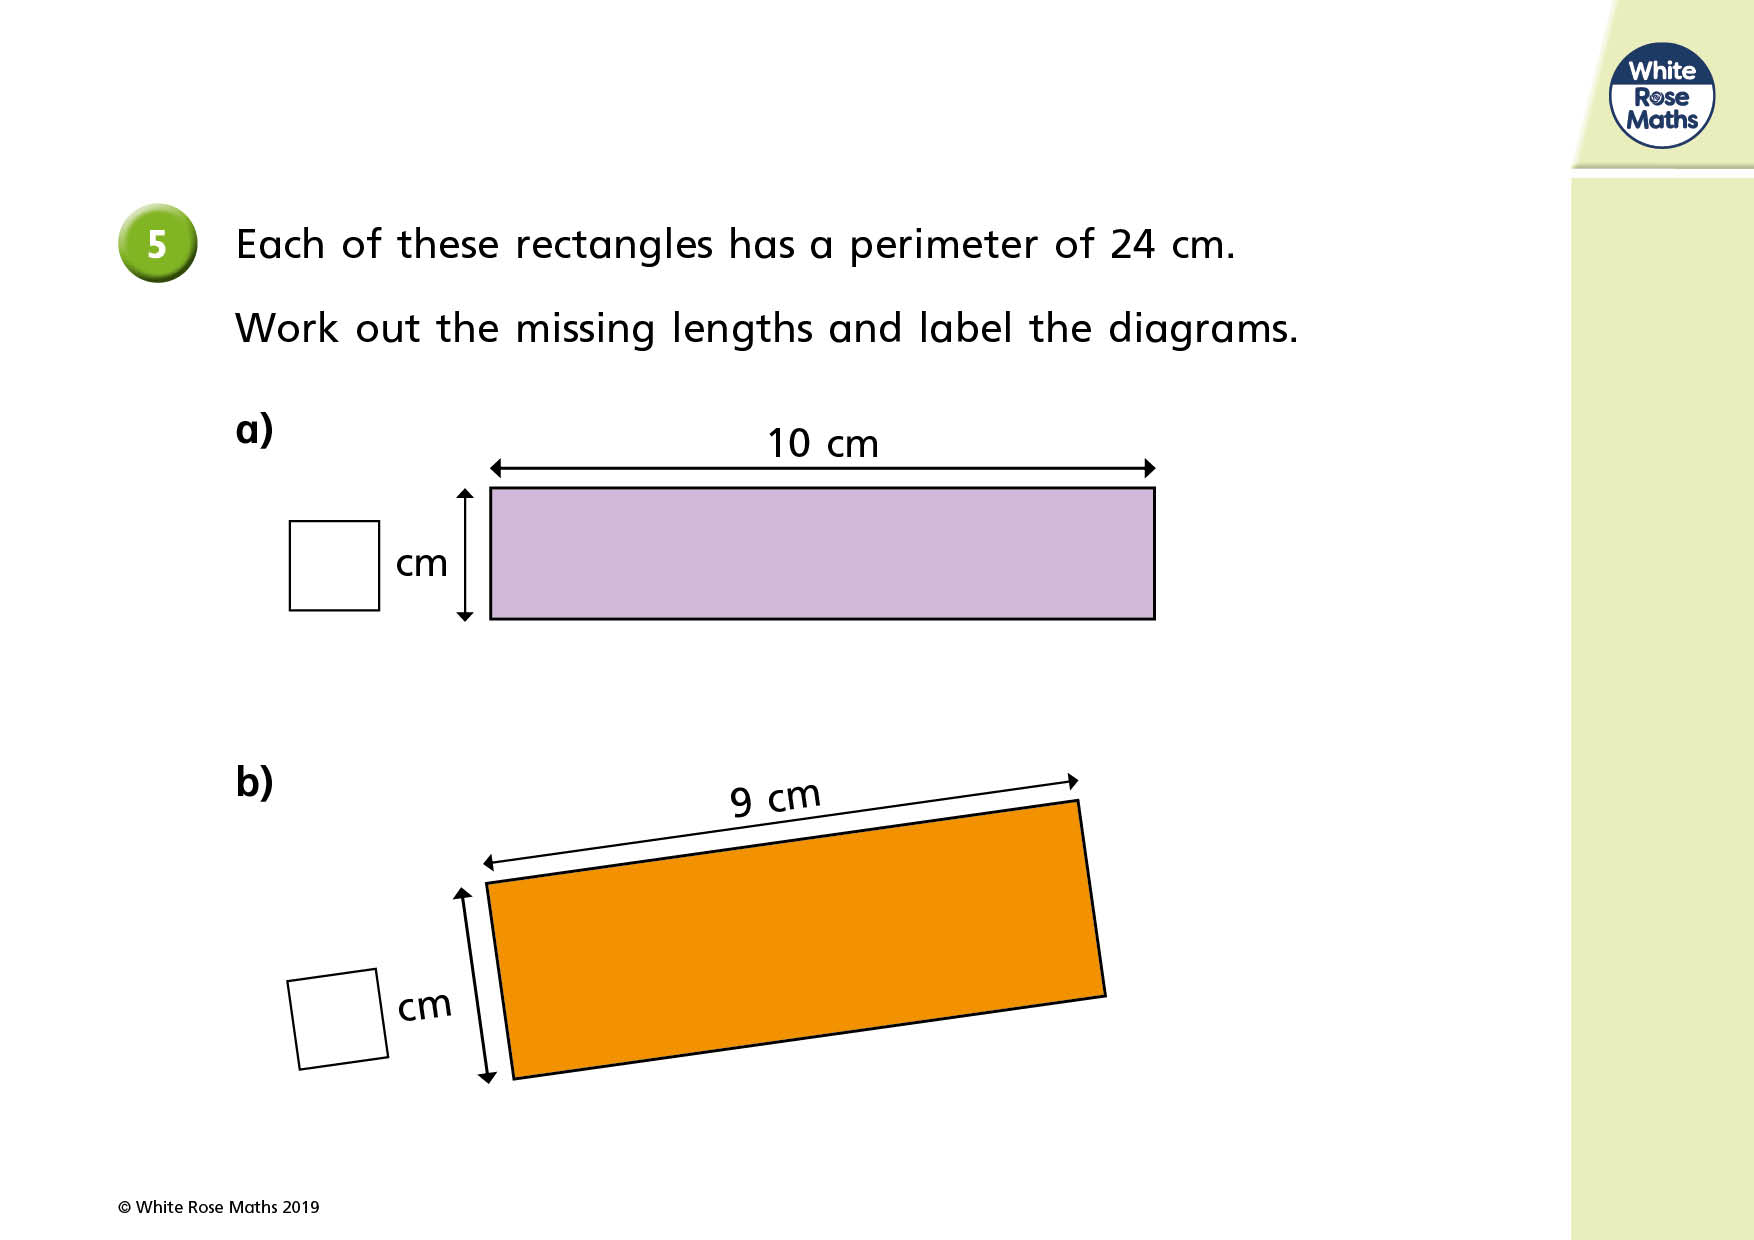 White
Rose
Maths
5 Each of these rectangles has a perimeter of 24 cm.
Work out the missing lengths and label the diagrams.
a)
10 cm
cm
b)
9 cm
cm
© White Rose Maths 2019